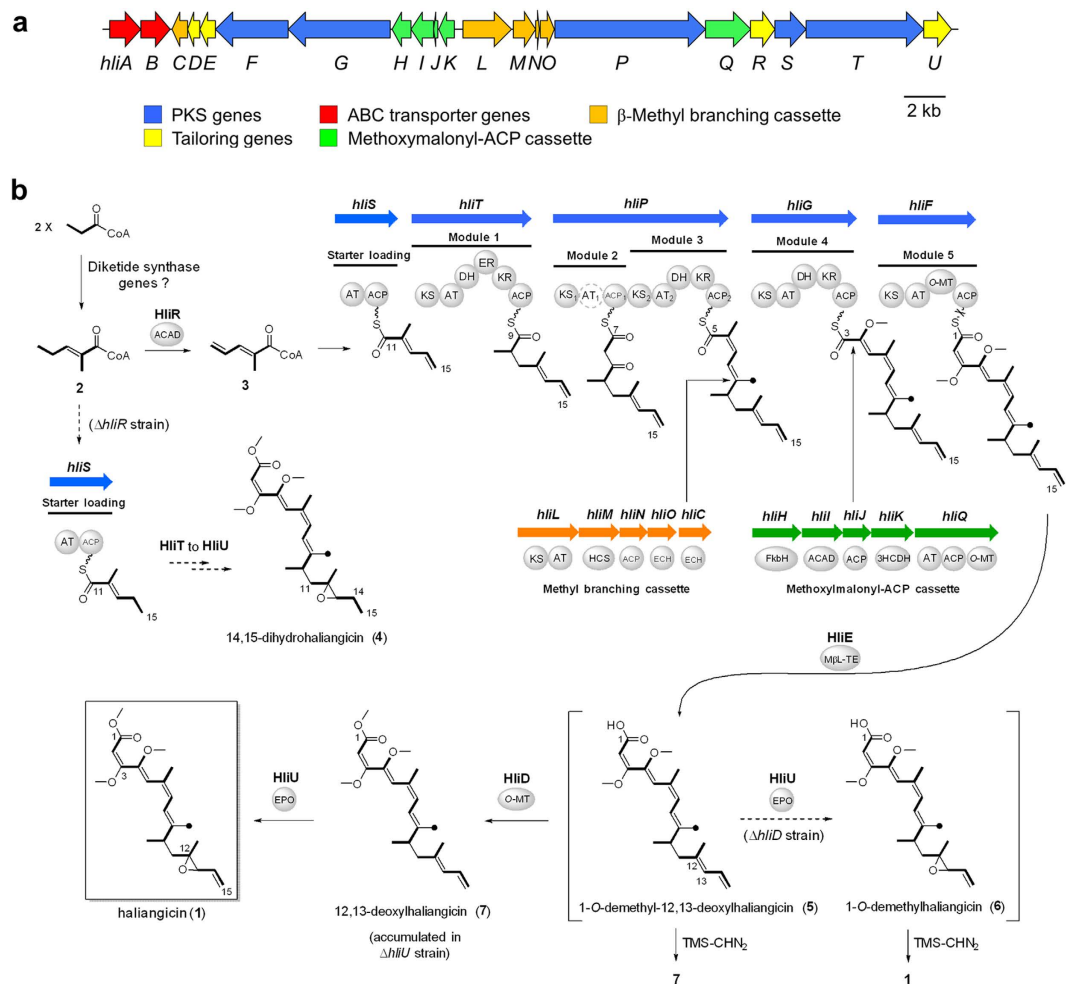 a
hliA B C D E F G H I J K L M N O P Q R S T U
2 kb
PKS genes
ABC transporter genes
β-Methyl branching cassette
Tailoring genes
Methoxymalonyl-ACP cassette
b
2 X
O
CoA
Diketide synthase
genes ?
HliR
ACAD
O
CoA
2
O
CoA
3
(ΔhliR strain)
hliS
Starter loading
AT ACP
S
O
11
15
HliT to HliU
O
O
O
O
11
O
14
15
14,15-dihydrohaliangicin (4)
hliS hliT hliP hliG hliF
Starter loading
Module 1
Module 2
Module 3
Module 4
Module 5
AT ACP
KS AT DH ER KR ACP
KS1 AT1 ACP1 KS2 AT2 DH KR ACP2
KS AT DH KR ACP
KS AT O-MT ACP
S
O
11
15
S
O
9
15
S
7
O
O
15
S
O
5
15
S
3
O
O
15
S
1
O
O
O
15
hliL hliM hliN hliO hliC
KS AT HCS ACP ECH ECH
Methyl branching cassette
hliH hliI hliJ hliK hliQ
FkbH ACAD ACP 3HCDH AT ACP O-MT
Methoxylmalonyl-ACP cassette
HliE
MβL-TE
O
1
O
O
3
O
12
O
15
haliangicin (1)
HliU
EPO
O
1
O
O
O
12,13-deoxylhaliangicin (7)
(accumulated in
ΔhliU strain)
HliD
O-MT
HO
1
O
O
O
12
13
1-O-demethyl-12,13-deoxylhaliangicin (5)
TMS-CHN2
7
HliU
EPO
(ΔhliD strain)
HO
1
O
O
O
O
1-O-demethylhaliangicin (6)
TMS-CHN2
1